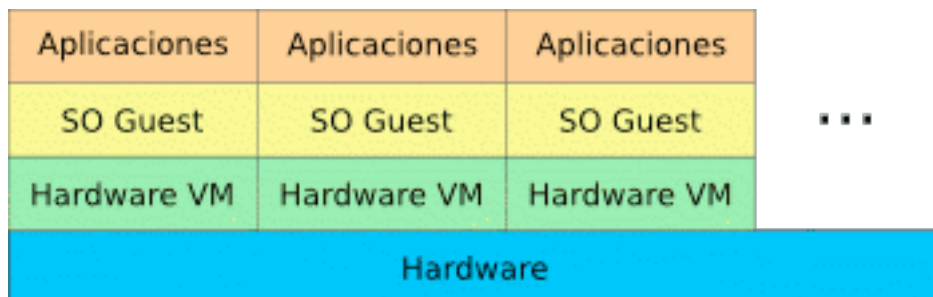 Aplicaciones Aplicaciones Aplicaciones
SO Guest SO Guest SO Guest ...
Hardware VM Hardware VM Hardware VM
Hardware